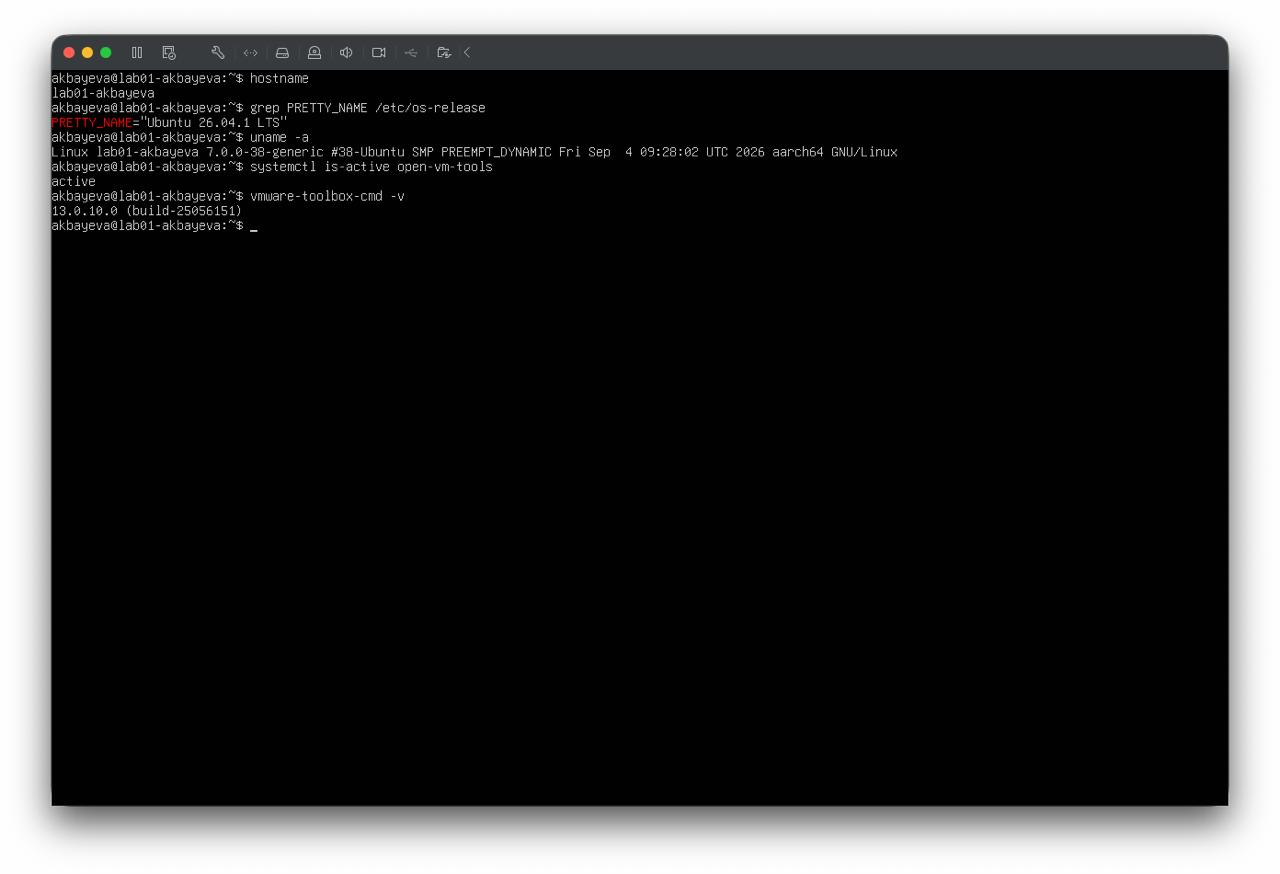 akbayeva@lab01-akbayeva:~$ hostname
lab01-akbayeva
akbayeva@lab01-akbayeva:~$ grep PRETTY_NAME /etc/os-release
PRETTY_NAME="Ubuntu 26.04.1 LTS"
akbayeva@lab01-akbayeva:~$ uname -a
Linux lab01-akbayeva 7.0.0-38-generic #38-Ubuntu SMP PREEMPT_DYNAMIC Fri Sep  4 09:28:02 UTC 2026 aarch64 GNU/Linux
akbayeva@lab01-akbayeva:~$ systemctl is-active open-vm-tools
active
akbayeva@lab01-akbayeva:~$ vmware-toolbox-cmd -v
13.0.10.0 (build-25056151)
akbayeva@lab01-akbayeva:~$ _